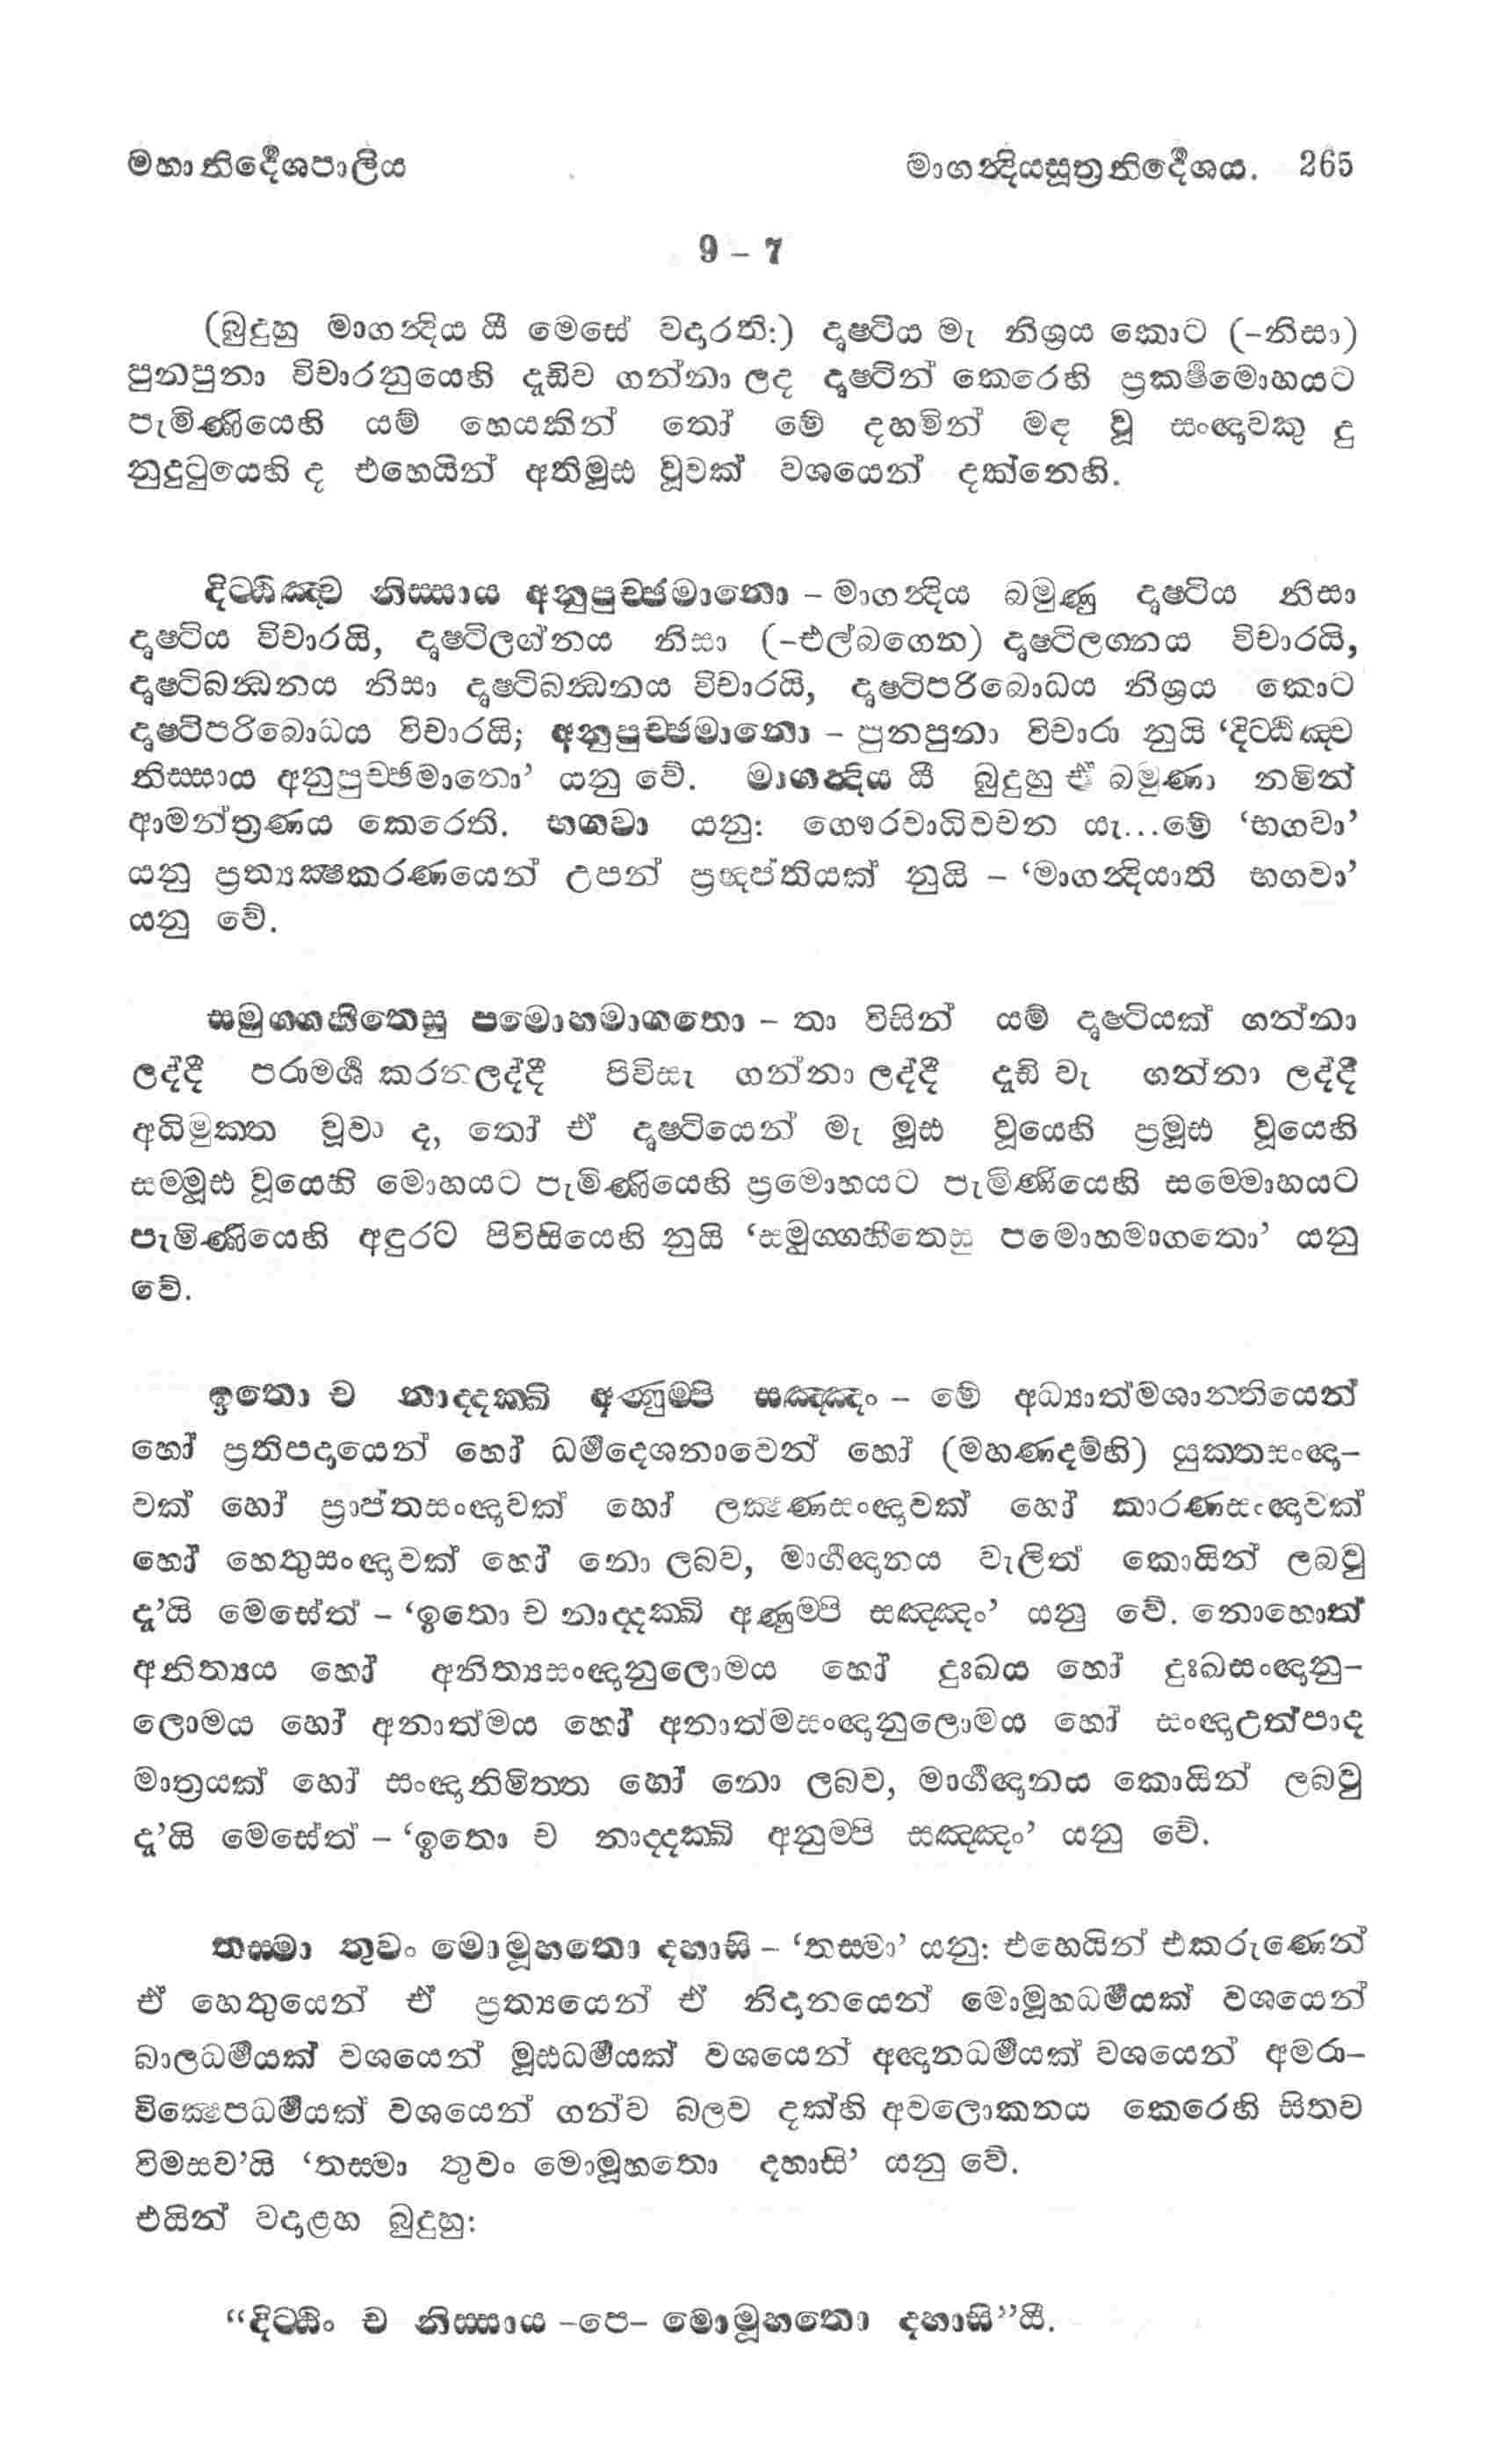 මහානිර්දේශපාලිය මාගන්‍දියසූත්‍රනිර්දේශය. 265
9 – 7
(බුදුහු මාගන්‍දිය යී මෙසේ වදාරති:) දෘෂ්ටිය මැ නිශ්‍රය කොට (–නිසා)
පුනපුනා විචාරනුයෙහි දැඩිව ගන්නා ලද දෘෂ්ටීන් කෙරෙහි ප්‍රකර්ෂමොහයට
පැමිණියෙහි යම් හෙයකින් තෝ මේ දහමින් මඳ වූ සංඥාවකු දු
නුදුටුයෙහි ද එහෙයින් අතිමූඪ වූවක් වශයෙන් දක්නෙහි.
දිට්ඨිඤ්ච නිස්සාය අනුපුච්ඡමානො – මාගන්‍දිය බමුණු දෘෂ්ටිය නිසා
දෘෂ්ටිය විචාරයි, දෘෂ්ටිලග්නය නිසා (–එල්බගෙන) දෘෂ්ටිලග්නය විචාරයි,
දෘෂ්ටිබන්‍ධනය නිසා දෘෂ්ටිබන්‍ධනය විචාරයි, දෘෂ්ටිපරිබොධය නිශ්‍රය කොට
දෘෂ්ටිපරිබොධය විචාරයි; අනුපුච්ඡමානො – පුනපුනා විචාරා නුයි ‘දිට්ඨිඤ්ච
නිස්සාය අනුපුච්ඡමානො’ යනු වේ. මාගන්‍දිය යී බුදුහු ඒ බමුණා නමින්
ආමන්ත්‍රණය කෙරෙති. භගවා යනු: ගෞරවාධිවචන යැ...මේ ‘භගවා’
යනු ප්‍රත්‍යක්‍ෂකරණයෙන් උපන් ප්‍රඥප්තියක් නුයි – ‘මාගන්‍දියාති භගවා’
යනු වේ.
සමුග්ගහීතෙසු පමොහමාගතො – තා විසින් යම් දෘෂ්ටියක් ගන්නා
ලද්දී පරාමර්ශ කරනලද්දී පිවිසැ ගන්නා ලද්දී දැඩි වැ ගන්නා ලද්දී
අධිමුක්ත වූවා ද, තෝ ඒ දෘෂ්ටියෙන් මැ මූඪ වූයෙහි ප්‍රමූඪ වූයෙහි
සම්මූඪ වූයෙහි මොහයට පැමිණියෙහි ප්‍රමොහයට පැමිණියෙහි සම්මොහයට
පැමිණියෙහි අඳුරට පිවිසියෙහි නුයි ‘සමුග්ගහීතෙසු පමොහමාගතො’ යනු
වේ.
ඉතො ච නාද්දක්ඛි අණුම්පි සඤ්ඤං – මේ අධ්‍යාත්මශාන්තියෙන්
හෝ ප්‍රතිපදායෙන් හෝ ධර්මදෙශනාවෙන් හෝ (මහණදම්හි) යුක්තසංඥා–
වක් හෝ ප්‍රාප්තසංඥාවක් හෝ ලක්‍ෂණසංඥාවක් හෝ කාරණසංඥාවක්
හෝ හෙතුසංඥාවක් හෝ නො ලබව, මාර්ගඥානය වැලිත් කොයින් ලබවු
දැ’යි මෙසේත් – ‘ඉතො ච නාද්දක්ඛි අණුම්පි සඤ්ඤං’ යනු වේ. නොහොත්
අනිත්‍යය හෝ අනිත්‍යසංඥානුලොමය හෝ දුඃඛය හෝ දුඃඛසංඥානු–
ලොමය හෝ අනාත්මය හෝ අනාත්මසංඥානුලොමය හෝ සංඥාඋත්පාද
මාත්‍රයක් හෝ සංඥානිමිත්ත හෝ නො ලබව, මාර්ගඥානය කොයින් ලබවු
දැ’යි මෙසේත් – ‘ඉතො ච නාද්දක්ඛි අනුම්පි සඤ්ඤං’ යනු වේ.
තස්මා තුවං මොමූහතො දහාසි – ‘තස්මා’ යනු: එහෙයින් එකරුණෙන්
ඒ හෙතුයෙන් ඒ ප්‍රත්‍යයෙන් ඒ නිදානයෙන් මොමූහධර්මයක් වශයෙන්
බාලධර්මයක් වශයෙන් මූඪධර්මයක් වශයෙන් අඥානධර්මයක් වශයෙන් අමරා–
වික්‍ෂෙපධර්මයක් වශයෙන් ගන්ව බලව දක්හි අවලොකනය කෙරෙහි සිතව
විමසව’යි ‘තස්මා තුවං මොමූහතො දහාසි’ යනු වේ.
එයින් වදාළහ බුදුහු:
“දිට්ඨිං ච නිස්සාය –පෙ– මොමූහතො දහාසි”යී.